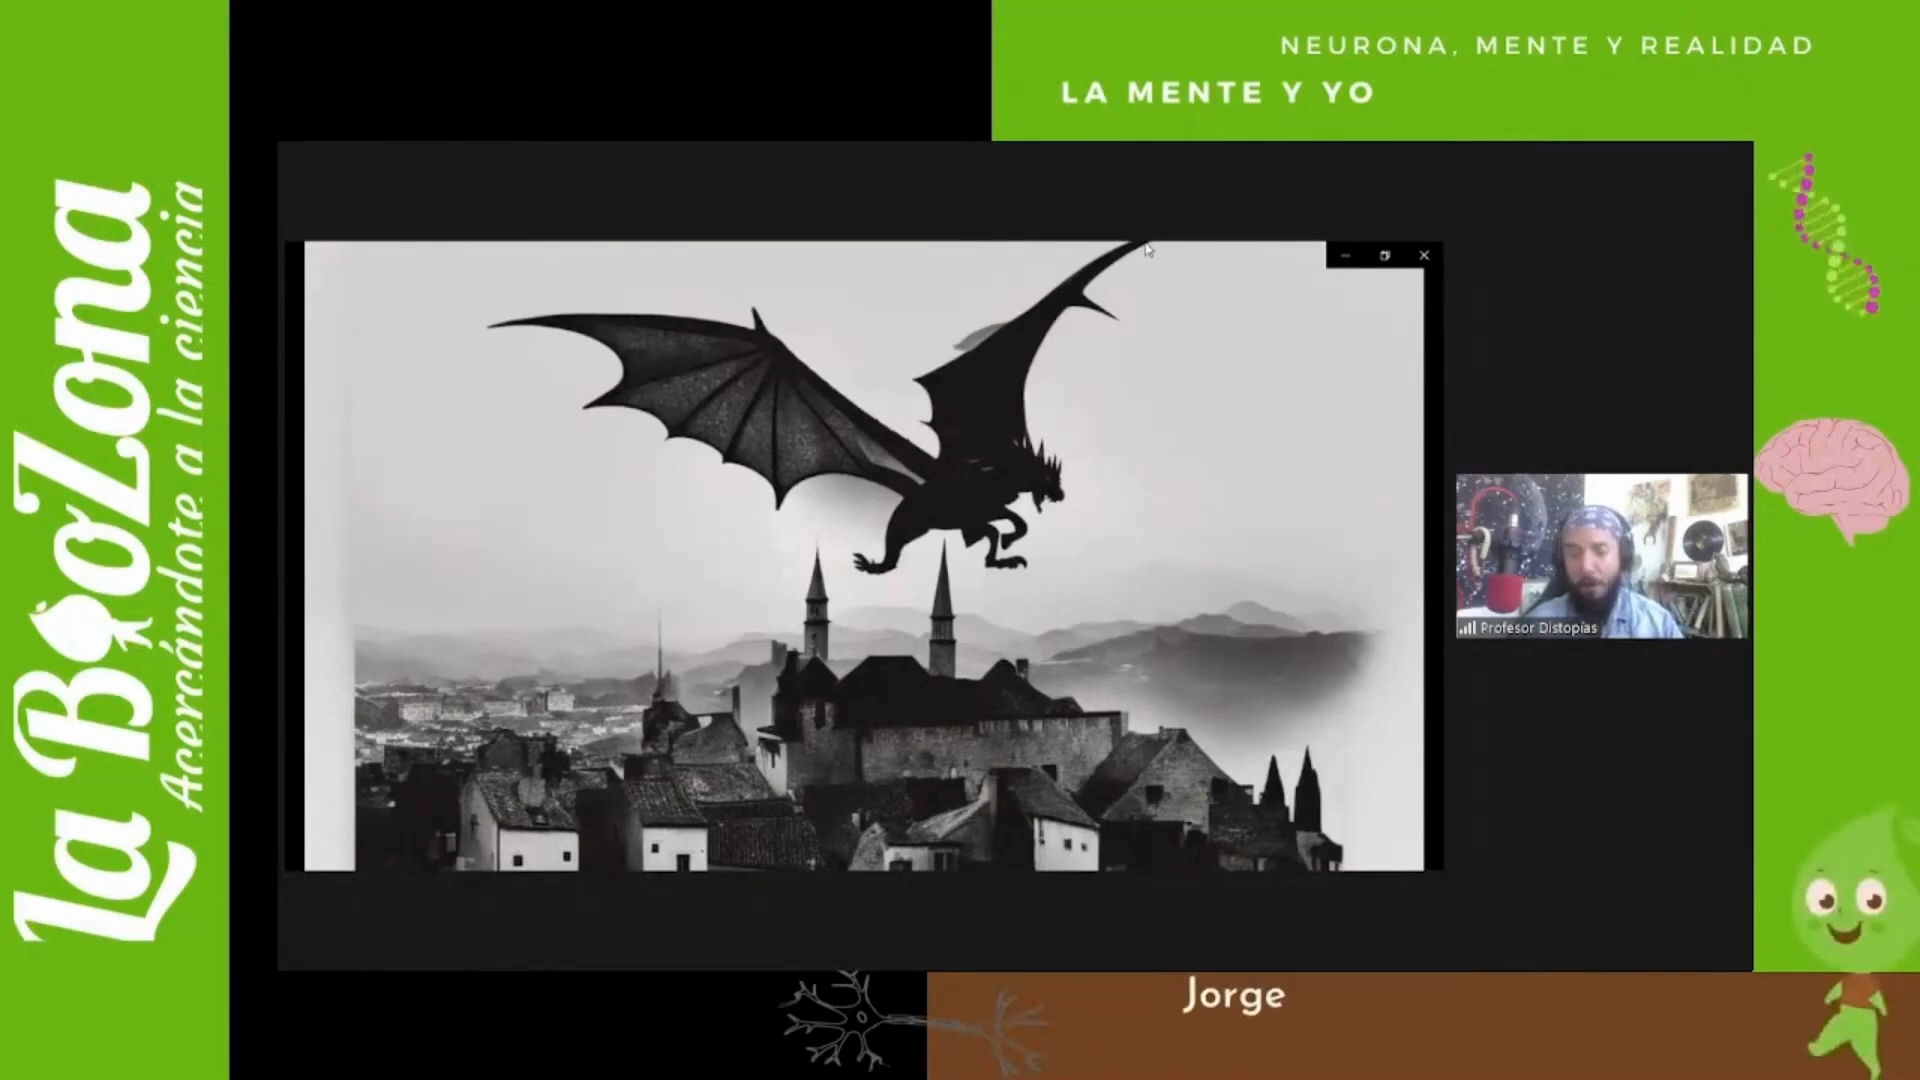 La BioZona
Acercándote a la ciencia
NEURONA, MENTE Y REALIDAD
LA MENTE Y YO
Profesor Distopias
Jorge